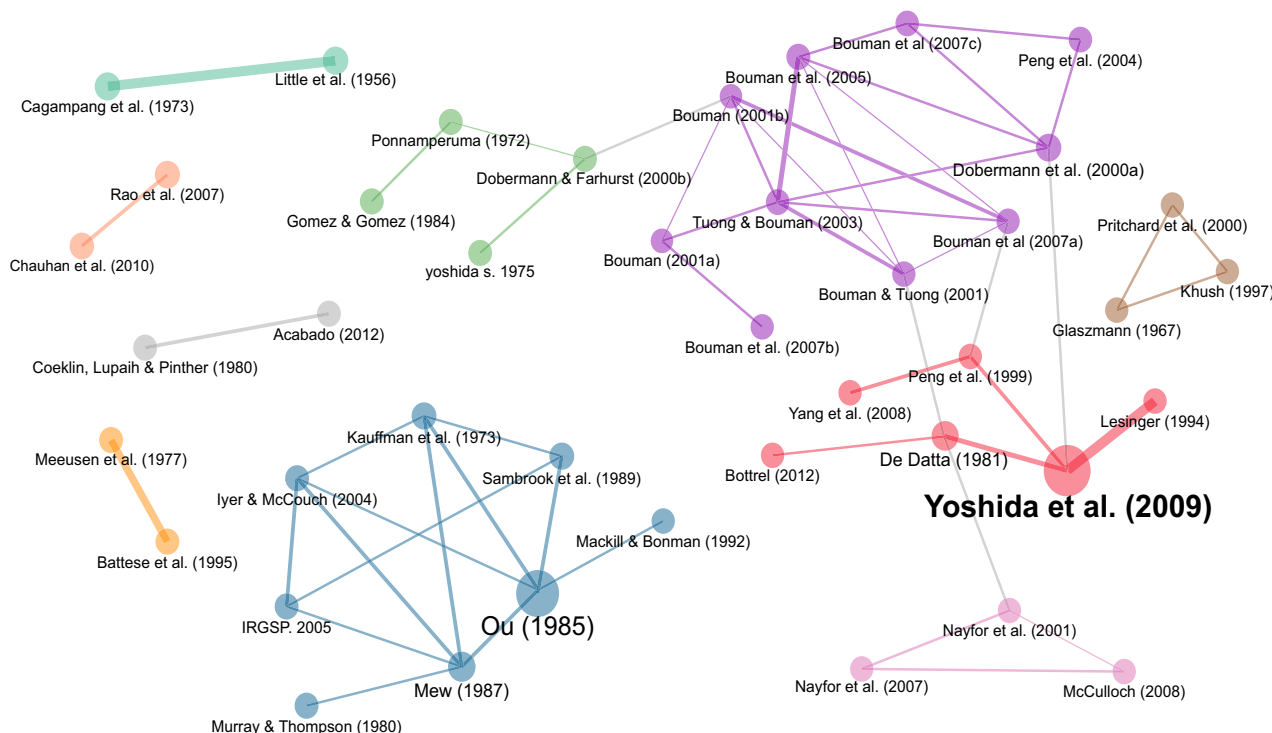 Bouman et al (2007c)
Peng et al. (2004)
Little et al. (1956)
Bouman et al. (2005)
Cagampang et al. (1973)
Bouman (2001b)
Ponnamperuma (1972)
Dobermann et al. (2000a)
Dobermann & Farhurst (2000b)
Rao et al. (2007)
Gomez & Gomez (1984)
Tuong & Bouman (2003)
Bouman et al (2007a)
Pritchard et al. (2000)
Chauhan et al. (2010)
yoshida s. 1975
Bouman (2001a)
Bouman & Tuong (2001)
Khush (1997)
Glaszmann (1967)
Acabado (2012)
Bouman et al. (2007b)
Coeklin, Lupaih & Pinther (1980)
Peng et al. (1999)
Yang et al. (2008)
Lesinger (1994)
Kauffman et al. (1973)
Meeusen et al. (1977)
De Datta (1981)
Bottrel (2012)
Sambrook et al. (1989)
Iyer & McCouch (2004)
Yoshida et al. (2009)
Mackill & Bonman (1992)
Battese et al. (1995)
IRGSP. 2005
Ou (1985)
Nayfor et al. (2001)
Mew (1987)
Nayfor et al. (2007)
McCulloch (2008)
Murray & Thompson (1980)